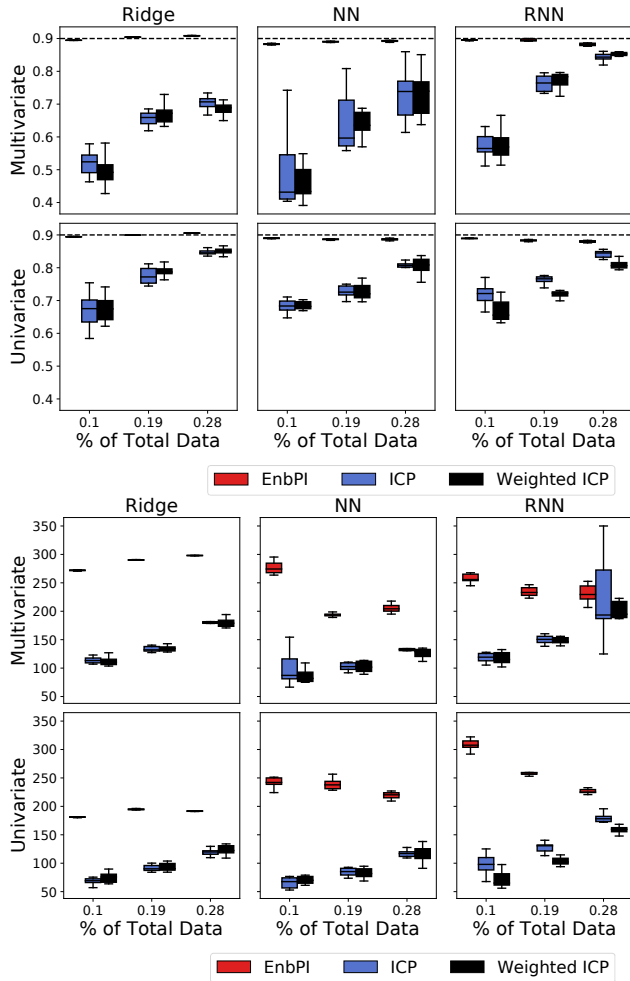 Ridge NN RNN
Multivariate
0.9
0.8
0.7
0.6
0.5
0.4
Univariate
0.9
0.8
0.7
0.6
0.5
0.4
0.1 0.19 0.28 0.1 0.19 0.28 0.1 0.19 0.28
% of Total Data % of Total Data % of Total Data
EnbPI ICP Weighted ICP
Ridge NN RNN
Multivariate
350
300
250
200
150
100
50
Univariate
350
300
250
200
150
100
50
0.1 0.19 0.28 0.1 0.19 0.28 0.1 0.19 0.28
% of Total Data % of Total Data % of Total Data
EnbPI ICP Weighted ICP